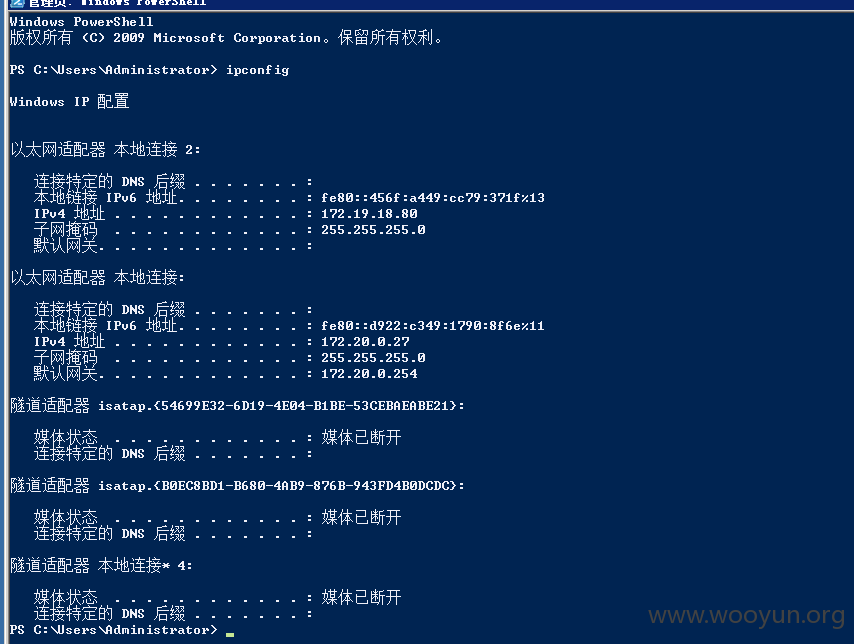 管理员: Windows PowerShell
Windows PowerShell
版权所有 (C) 2009 Microsoft Corporation。保留所有权利。
PS C:\Users\Administrator> ipconfig
Windows IP 配置
以太网适配器 本地连接 2:
连接特定的 DNS 后缀 . . . . . . . :
本地链接 IPv6 地址. . . . . . . . : fe80::456f:a449:cc79:371f%13
IPv4 地址 . . . . . . . . . . . . : 172.19.18.80
子网掩码  . . . . . . . . . . . . : 255.255.255.0
默认网关. . . . . . . . . . . . . :
以太网适配器 本地连接:
连接特定的 DNS 后缀 . . . . . . . :
本地链接 IPv6 地址. . . . . . . . : fe80::d922:c349:1790:8f6e%11
IPv4 地址 . . . . . . . . . . . . : 172.20.0.27
子网掩码  . . . . . . . . . . . . : 255.255.255.0
默认网关. . . . . . . . . . . . . : 172.20.0.254
隧道适配器 isatap.{54699E32-6D19-4E04-B1BE-53CEBAEABE21}:
媒体状态  . . . . . . . . . . . . : 媒体已断开
连接特定的 DNS 后缀 . . . . . . . :
隧道适配器 isatap.{B0EC8BD1-B680-4AB9-876B-943FD4B0DCDC}:
媒体状态  . . . . . . . . . . . . : 媒体已断开
连接特定的 DNS 后缀 . . . . . . . :
隧道适配器 本地连接* 4:
媒体状态  . . . . . . . . . . . . : 媒体已断开
连接特定的 DNS 后缀 . . . . . . . :
PS C:\Users\Administrator>
www.wooyun.org